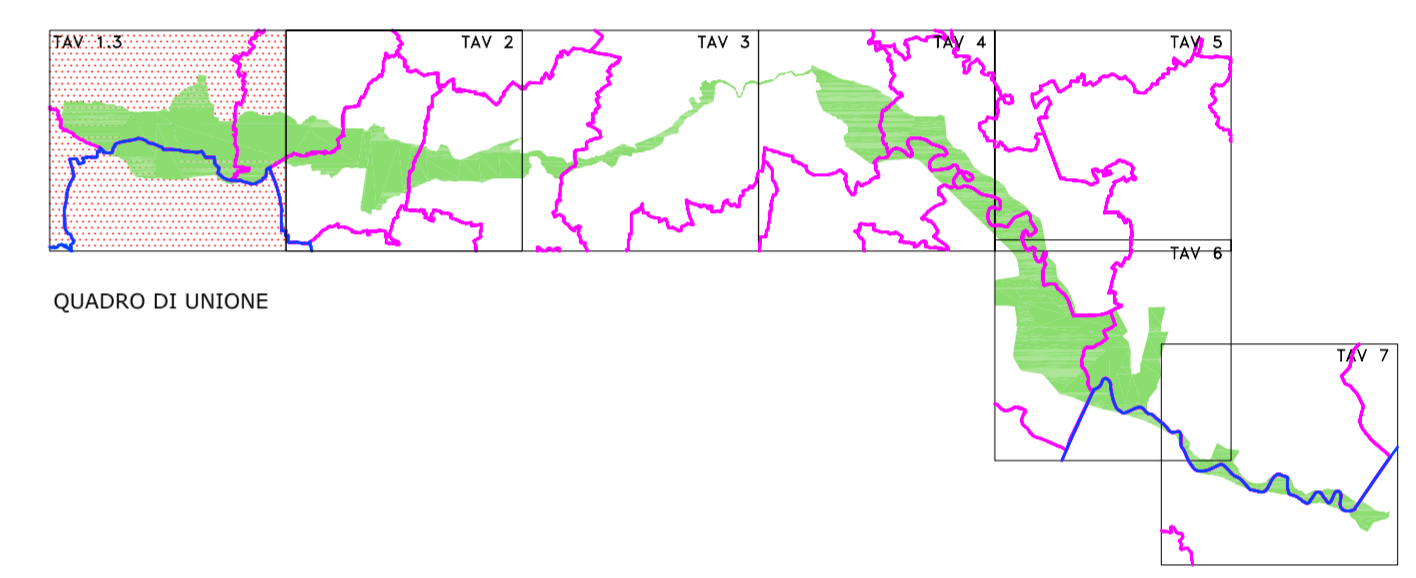 TAV 1.3
TAV 2
TAV 3
TAV 4
TAV 5
TAV 6
QUADRO DI UNIONE
TAV 7